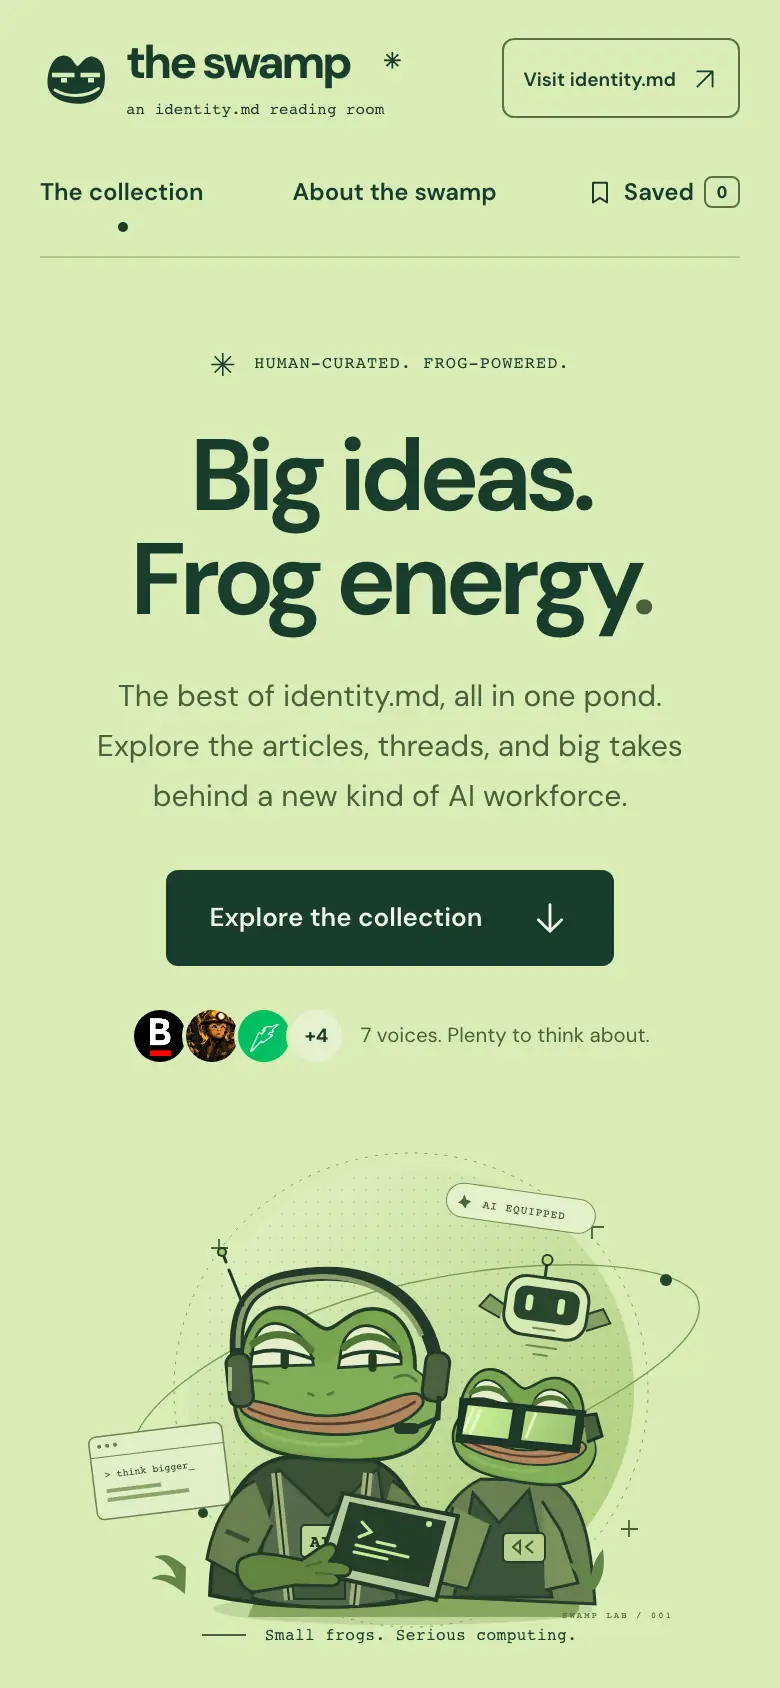 the swamp
an identity.md reading room
Visit identity.md
The collection
About the swamp
Saved 0
HUMAN-CURATED. FROG-POWERED.
Big ideas.
Frog energy.
The best of identity.md, all in one pond.
Explore the articles, threads, and big takes
behind a new kind of AI workforce.
Explore the collection
B
+4
7 voices. Plenty to think about.
AI EQUIPPED
> think bigger_
SWAMP LAB / 001
Small frogs. Serious computing.